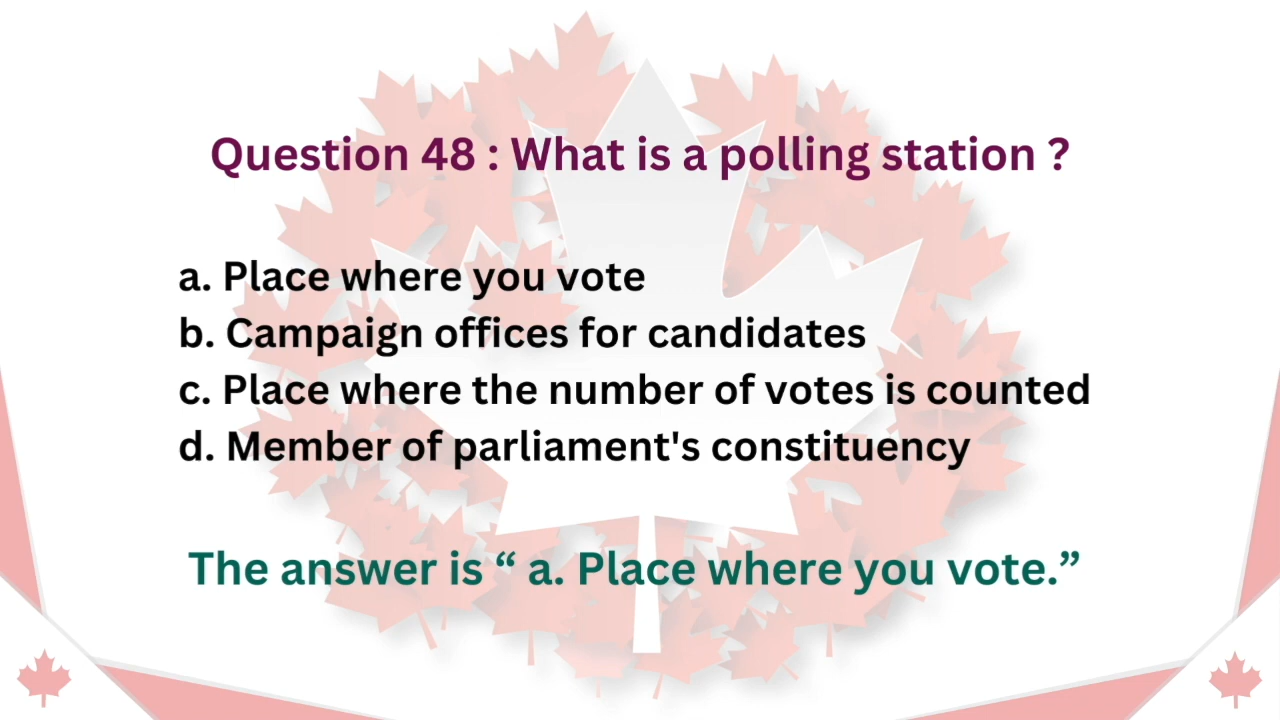 Question 48 : What is a polling station ?
a. Place where you vote
b. Campaign offices for candidates
c. Place where the number of votes is counted
d. Member of parliament's constituency
The answer is “ a. Place where you vote.”